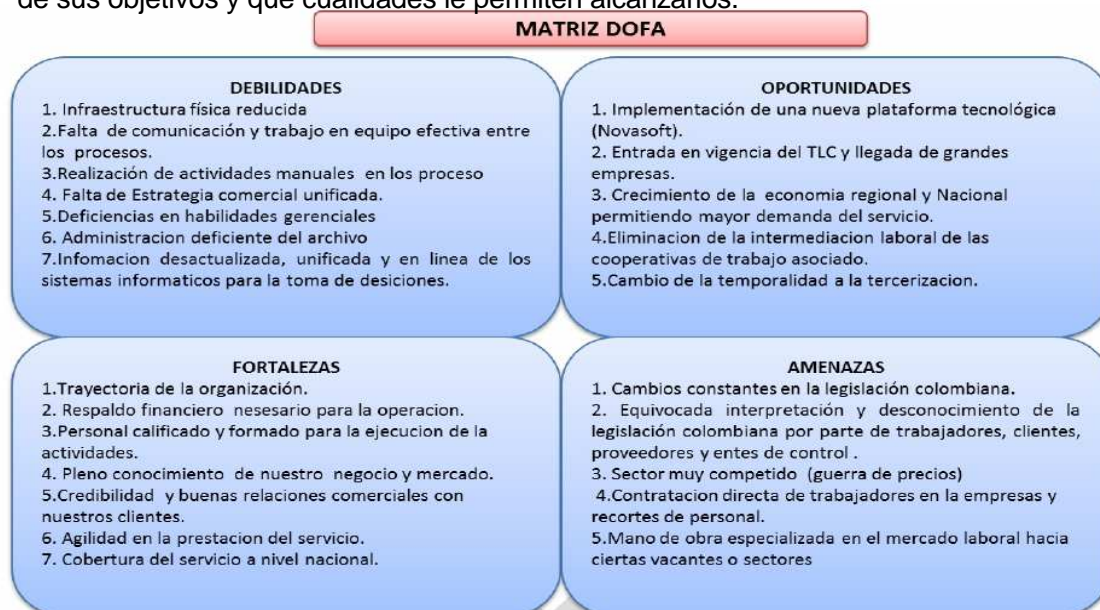 de sus objetivos y que cualidades le permiten alcanzarlos.
MATRIZ DOFA
DEBILIDADES
1. Infraestructura física reducida
2.Falta de comunicación y trabajo en equipo efectiva entre
los procesos.
3.Realización de actividades manuales en los proceso
4. Falta de Estrategia comercial unificada.
5.Deficiencias en habilidades gerenciales
6. Administracion deficiente del archivo
7.Infomacion desactualizada, unificada y en linea de los
sistemas informaticos para la toma de desiciones.
OPORTUNIDADES
1. Implementación de una nueva plataforma tecnológica
(Novasoft).
2. Entrada en vigencia del TLC y llegada de grandes
empresas.
3. Crecimiento de la economia regional y Nacional
permitiendo mayor demanda del servicio.
4.Eliminacion de la intermediacion laboral de las
cooperativas de trabajo asociado.
5.Cambio de la temporalidad a la tercerizacion.
FORTALEZAS
1.Trayectoria de la organización.
2. Respaldo financiero nesesario para la operacion.
3.Personal calificado y formado para la ejecucion de la
actividades.
4. Pleno conocimiento de nuestro negocio y mercado.
5.Credibilidad y buenas relaciones comerciales con
nuestros clientes.
6. Agilidad en la prestacion del servicio.
7. Cobertura del servicio a nivel nacional.
AMENAZAS
1. Cambios constantes en la legislación colombiana.
2. Equivocada interpretación y desconocimiento de la
legislación colombiana por parte de trabajadores, clientes,
proveedores y entes de control .
3. Sector muy competido (guerra de precios)
4.Contratacion directa de trabajadores en la empresas y
recortes de personal.
5.Mano de obra especializada en el mercado laboral hacia
ciertas vacantes o sectores